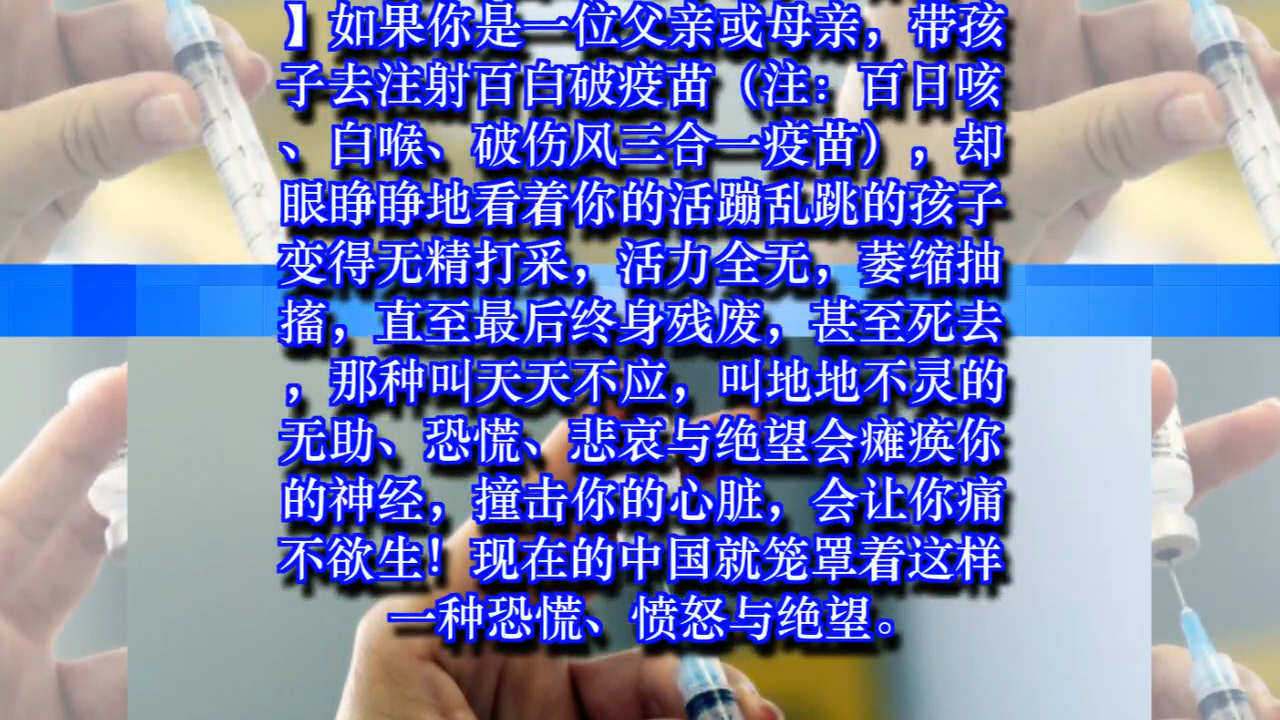 】如果你是一位父亲或母亲，带孩
子去注射百白破疫苗（注：百日咳
、白喉、破伤风三合一疫苗），却
眼睁睁地看着你的活蹦乱跳的孩子
变得无精打采，活力全无，萎缩抽
搐，直至最后终身残废，甚至死去
，那种叫天天不应，叫地地不灵的
无助、恐慌、悲哀与绝望会瘫痪你
的神经，撞击你的心脏，会让你痛
不欲生！现在的中国就笼罩着这样
一种恐慌、愤怒与绝望。